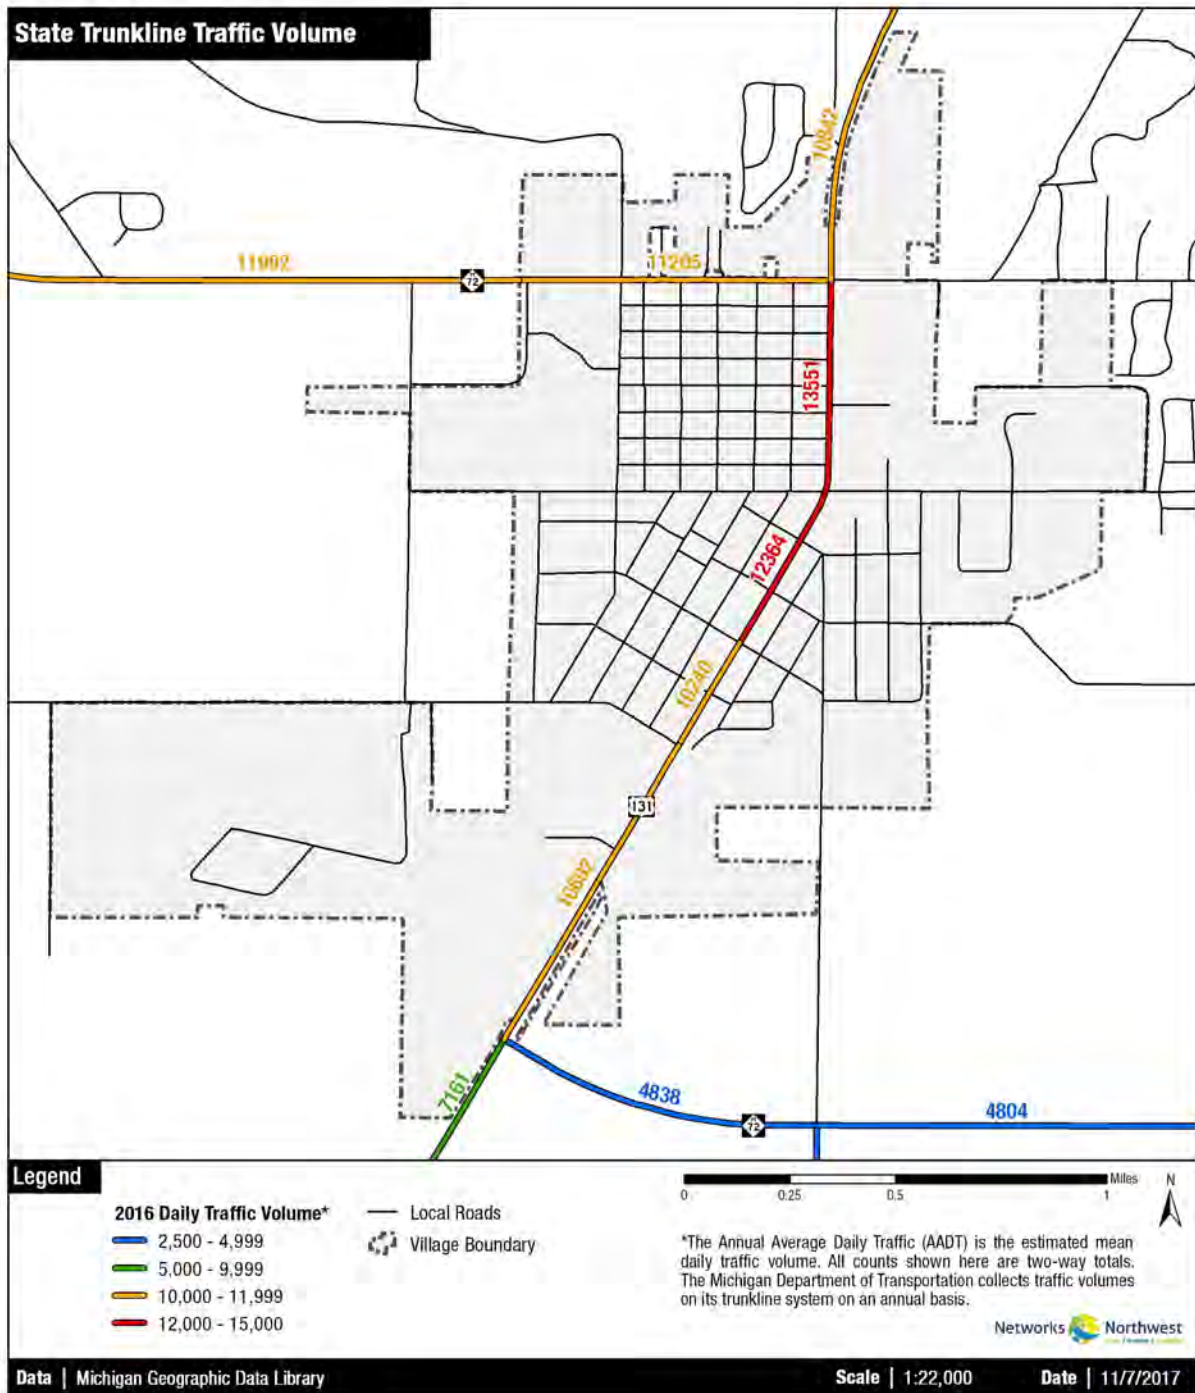 State Trunkline Traffic Volume
10842
11992
72
11205
13551
12364
10240
131
10692
7161
4838
72
4804
Legend
2016 Daily Traffic Volume*
2,500 - 4,999
5,000 - 9,999
10,000 - 11,999
12,000 - 15,000
Local Roads
Village Boundary
Miles
0
0.25
0.5
1
N
*The Annual Average Daily Traffic (AADT) is the estimated mean
daily traffic volume. All counts shown here are two-way totals.
The Michigan Department of Transportation collects traffic volumes
on its trunkline system on an annual basis.
Networks Northwest
Data | Michigan Geographic Data Library
Scale | 1:22,000
Date | 11/7/2017